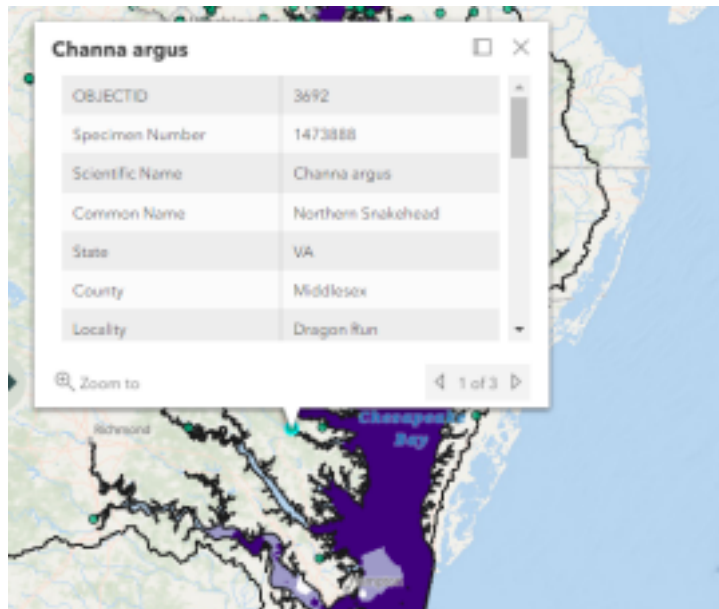 Channa argus
OBJECTID 3692
Specimen Number 1473888
Scientific Name Channa argus
Common Name Northern Snakehead
State VA
County Middlesex
Locality Dragon Run
Zoom to
1 of 3
Chesapeake
Bay
Richmond